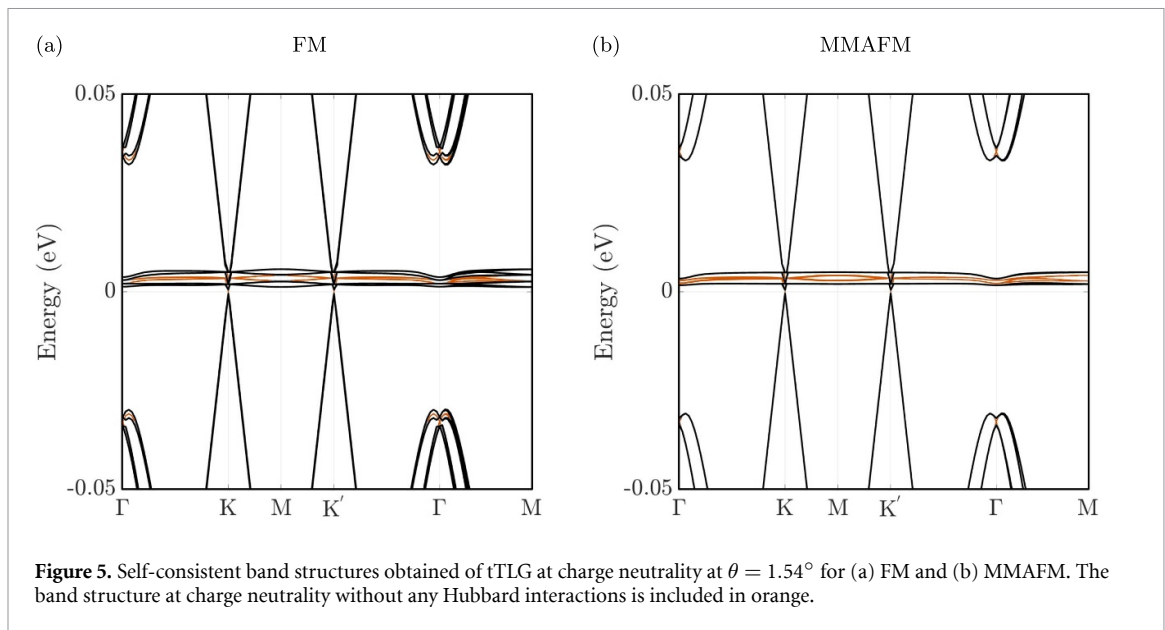 (a) FM (b) MMAFM
0.05 0.05
Energy (eV) Energy (eV)
0 0
-0.05 -0.05
Γ K M K′ Γ M Γ K M K′ Γ M
Figure 5. Self-consistent band structures obtained of tTLG at charge neutrality at θ = 1.54° for (a) FM and (b) MMAFM. The
band structure at charge neutrality without any Hubbard interactions is included in orange.